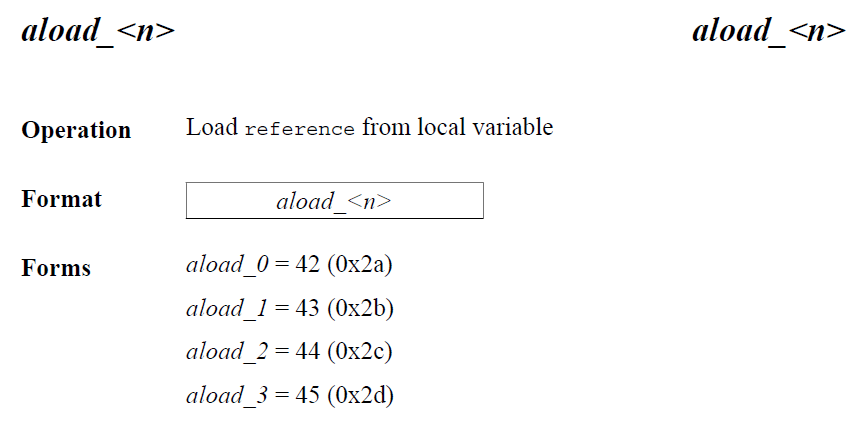 aload_<n> aload_<n>
Operation Load reference from local variable
Format aload_<n>
Forms aload_0 = 42 (0x2a)
aload_1 = 43 (0x2b)
aload_2 = 44 (0x2c)
aload_3 = 45 (0x2d)